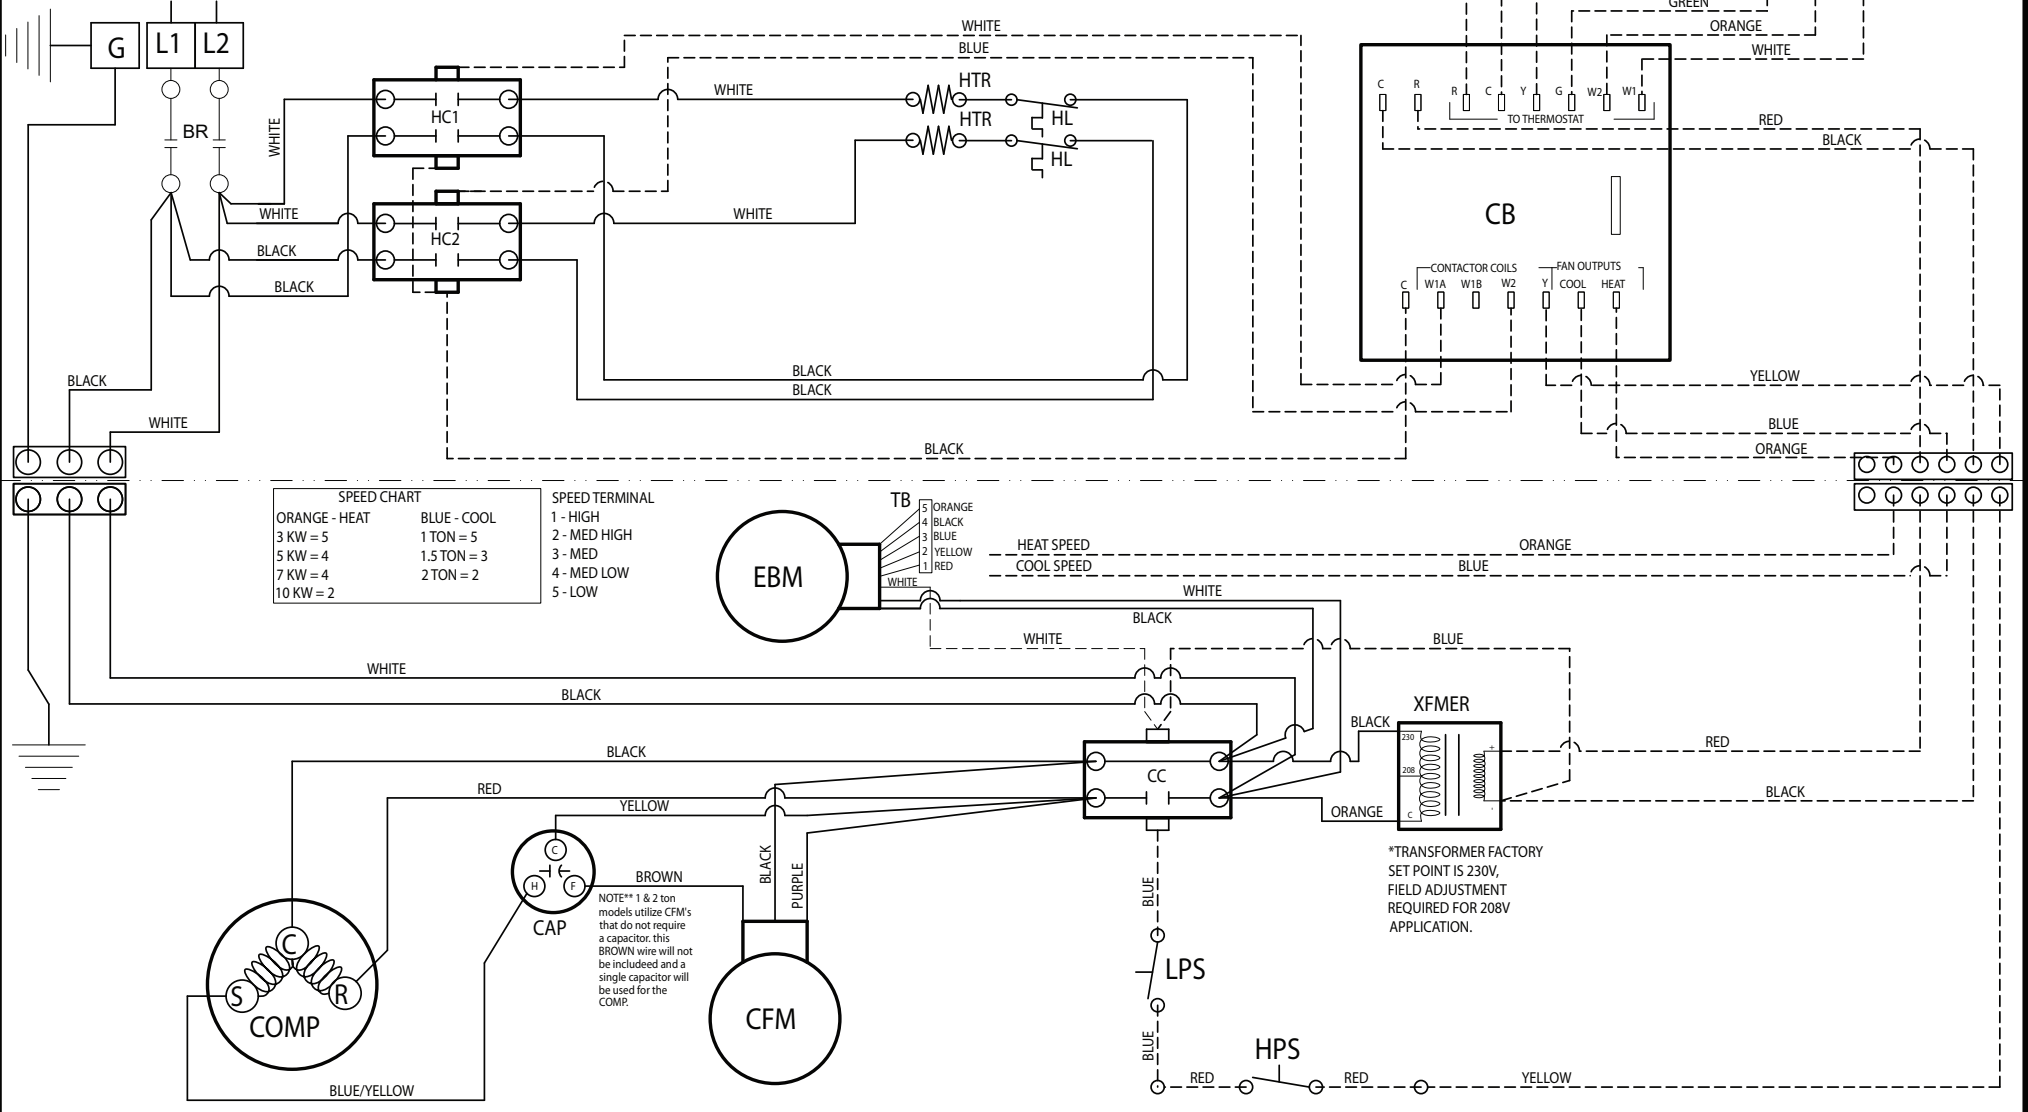 GREEN
ORANGE
WHITE
G
L1
L2
BR
WHITE
BLUE
WHITE
HC1
WHITE
HTR
HL
HTR
HL
WHITE
HC2
WHITE
BLACK
BLACK
BLACK
BLACK
BLACK
WHITE
BLACK
C
R
R
C
Y
G
W2
W1
TO THERMOSTAT
RED
BLACK
CB
CONTACTOR COILS
FAN OUTPUTS
C
W1A
W1B
W2
Y
COOL
HEAT
YELLOW
BLUE
ORANGE
SPEED CHART
ORANGE - HEAT
BLUE - COOL
3 KW = 5
1 TON = 5
5 KW = 4
1.5 TON = 3
7 KW = 4
2 TON = 2
10 KW = 2
SPEED TERMINAL
1 - HIGH
2 - MED HIGH
3 - MED
4 - MED LOW
5 - LOW
EBM
TB
5 ORANGE
4 BLACK
3 BLUE
2 YELLOW
1 RED
WHITE
HEAT SPEED
ORANGE
COOL SPEED
BLUE
WHITE
BLACK
WHITE
BLUE
WHITE
BLACK
BLACK
RED
YELLOW
CC
BLACK
ORANGE
XFMER
230
208
C
+
-
RED
BLACK
*TRANSFORMER FACTORY
SET POINT IS 230V,
FIELD ADJUSTMENT
REQUIRED FOR 208V
APPLICATION.
C
H
F
CAP
BROWN
NOTE** 1 & 2 ton
models utilize CFM's
that do not require
a capacitor. this
BROWN wire will not
be includeed and a
single capacitor will
be used for the
COMP.
BLACK
PURPLE
CFM
C
S
R
COMP
BLUE/YELLOW
BLUE
LPS
BLUE
RED
HPS
RED
YELLOW